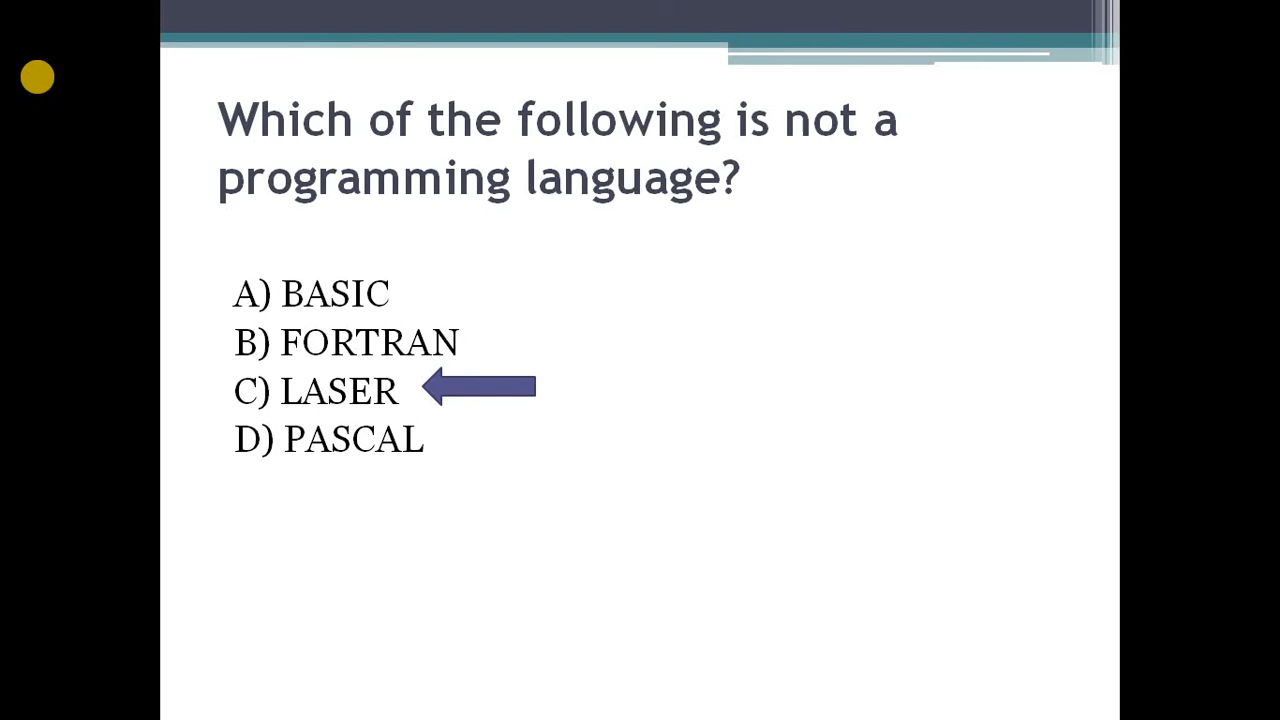 Which of the following is not a
programming language?
A) BASIC
B) FORTRAN
C) LASER
D) PASCAL